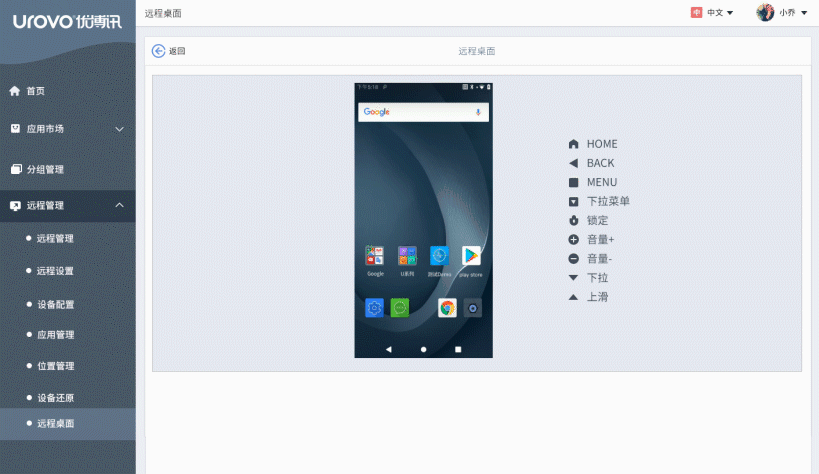 UROVO 优博讯
远程桌面
中 中文
小乔
首页
应用市场
分组管理
远程管理
远程管理
远程设置
设备配置
应用管理
位置管理
设备还原
远程桌面
返回
远程桌面
Google
Google
U系列
play store
HOME
BACK
MENU
下拉菜单
锁定
音量+
音量-
下拉
上滑